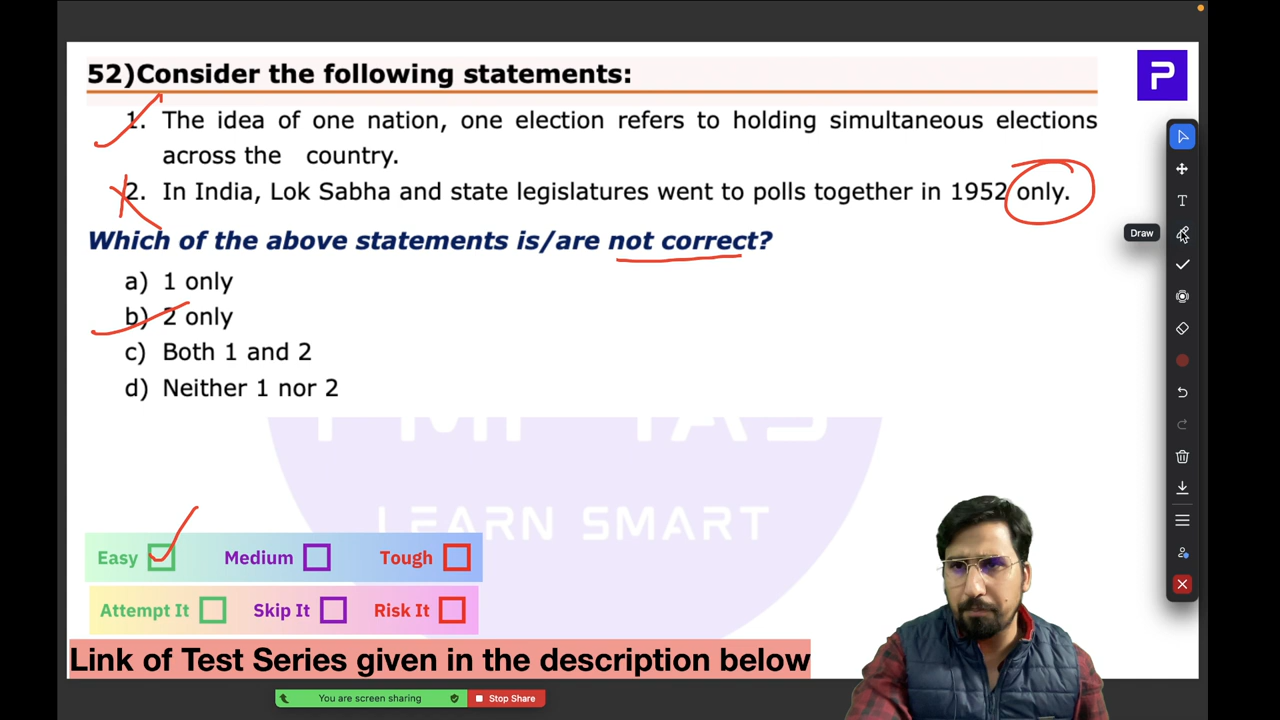 52)Consider the following statements:
1. The idea of one nation, one election refers to holding simultaneous elections
across the country.
2. In India, Lok Sabha and state legislatures went to polls together in 1952 only.
Which of the above statements is/are not correct?
a) 1 only
b) 2 only
c) Both 1 and 2
d) Neither 1 nor 2
Draw
T
P
PMF IAS
LEARN SMART
Easy Medium Tough
Attempt It Skip It Risk It
Link of Test Series given in the description below
You are screen sharing Stop Share